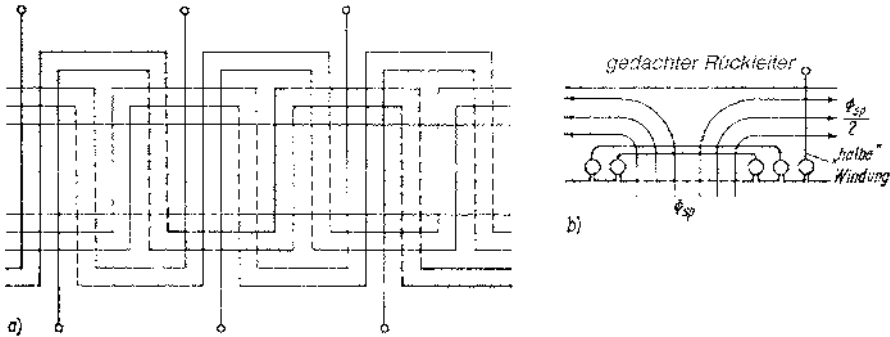 a)
gedachter Rückleiter
Φsp
2
„halbe"
Windung
Φsp
b)